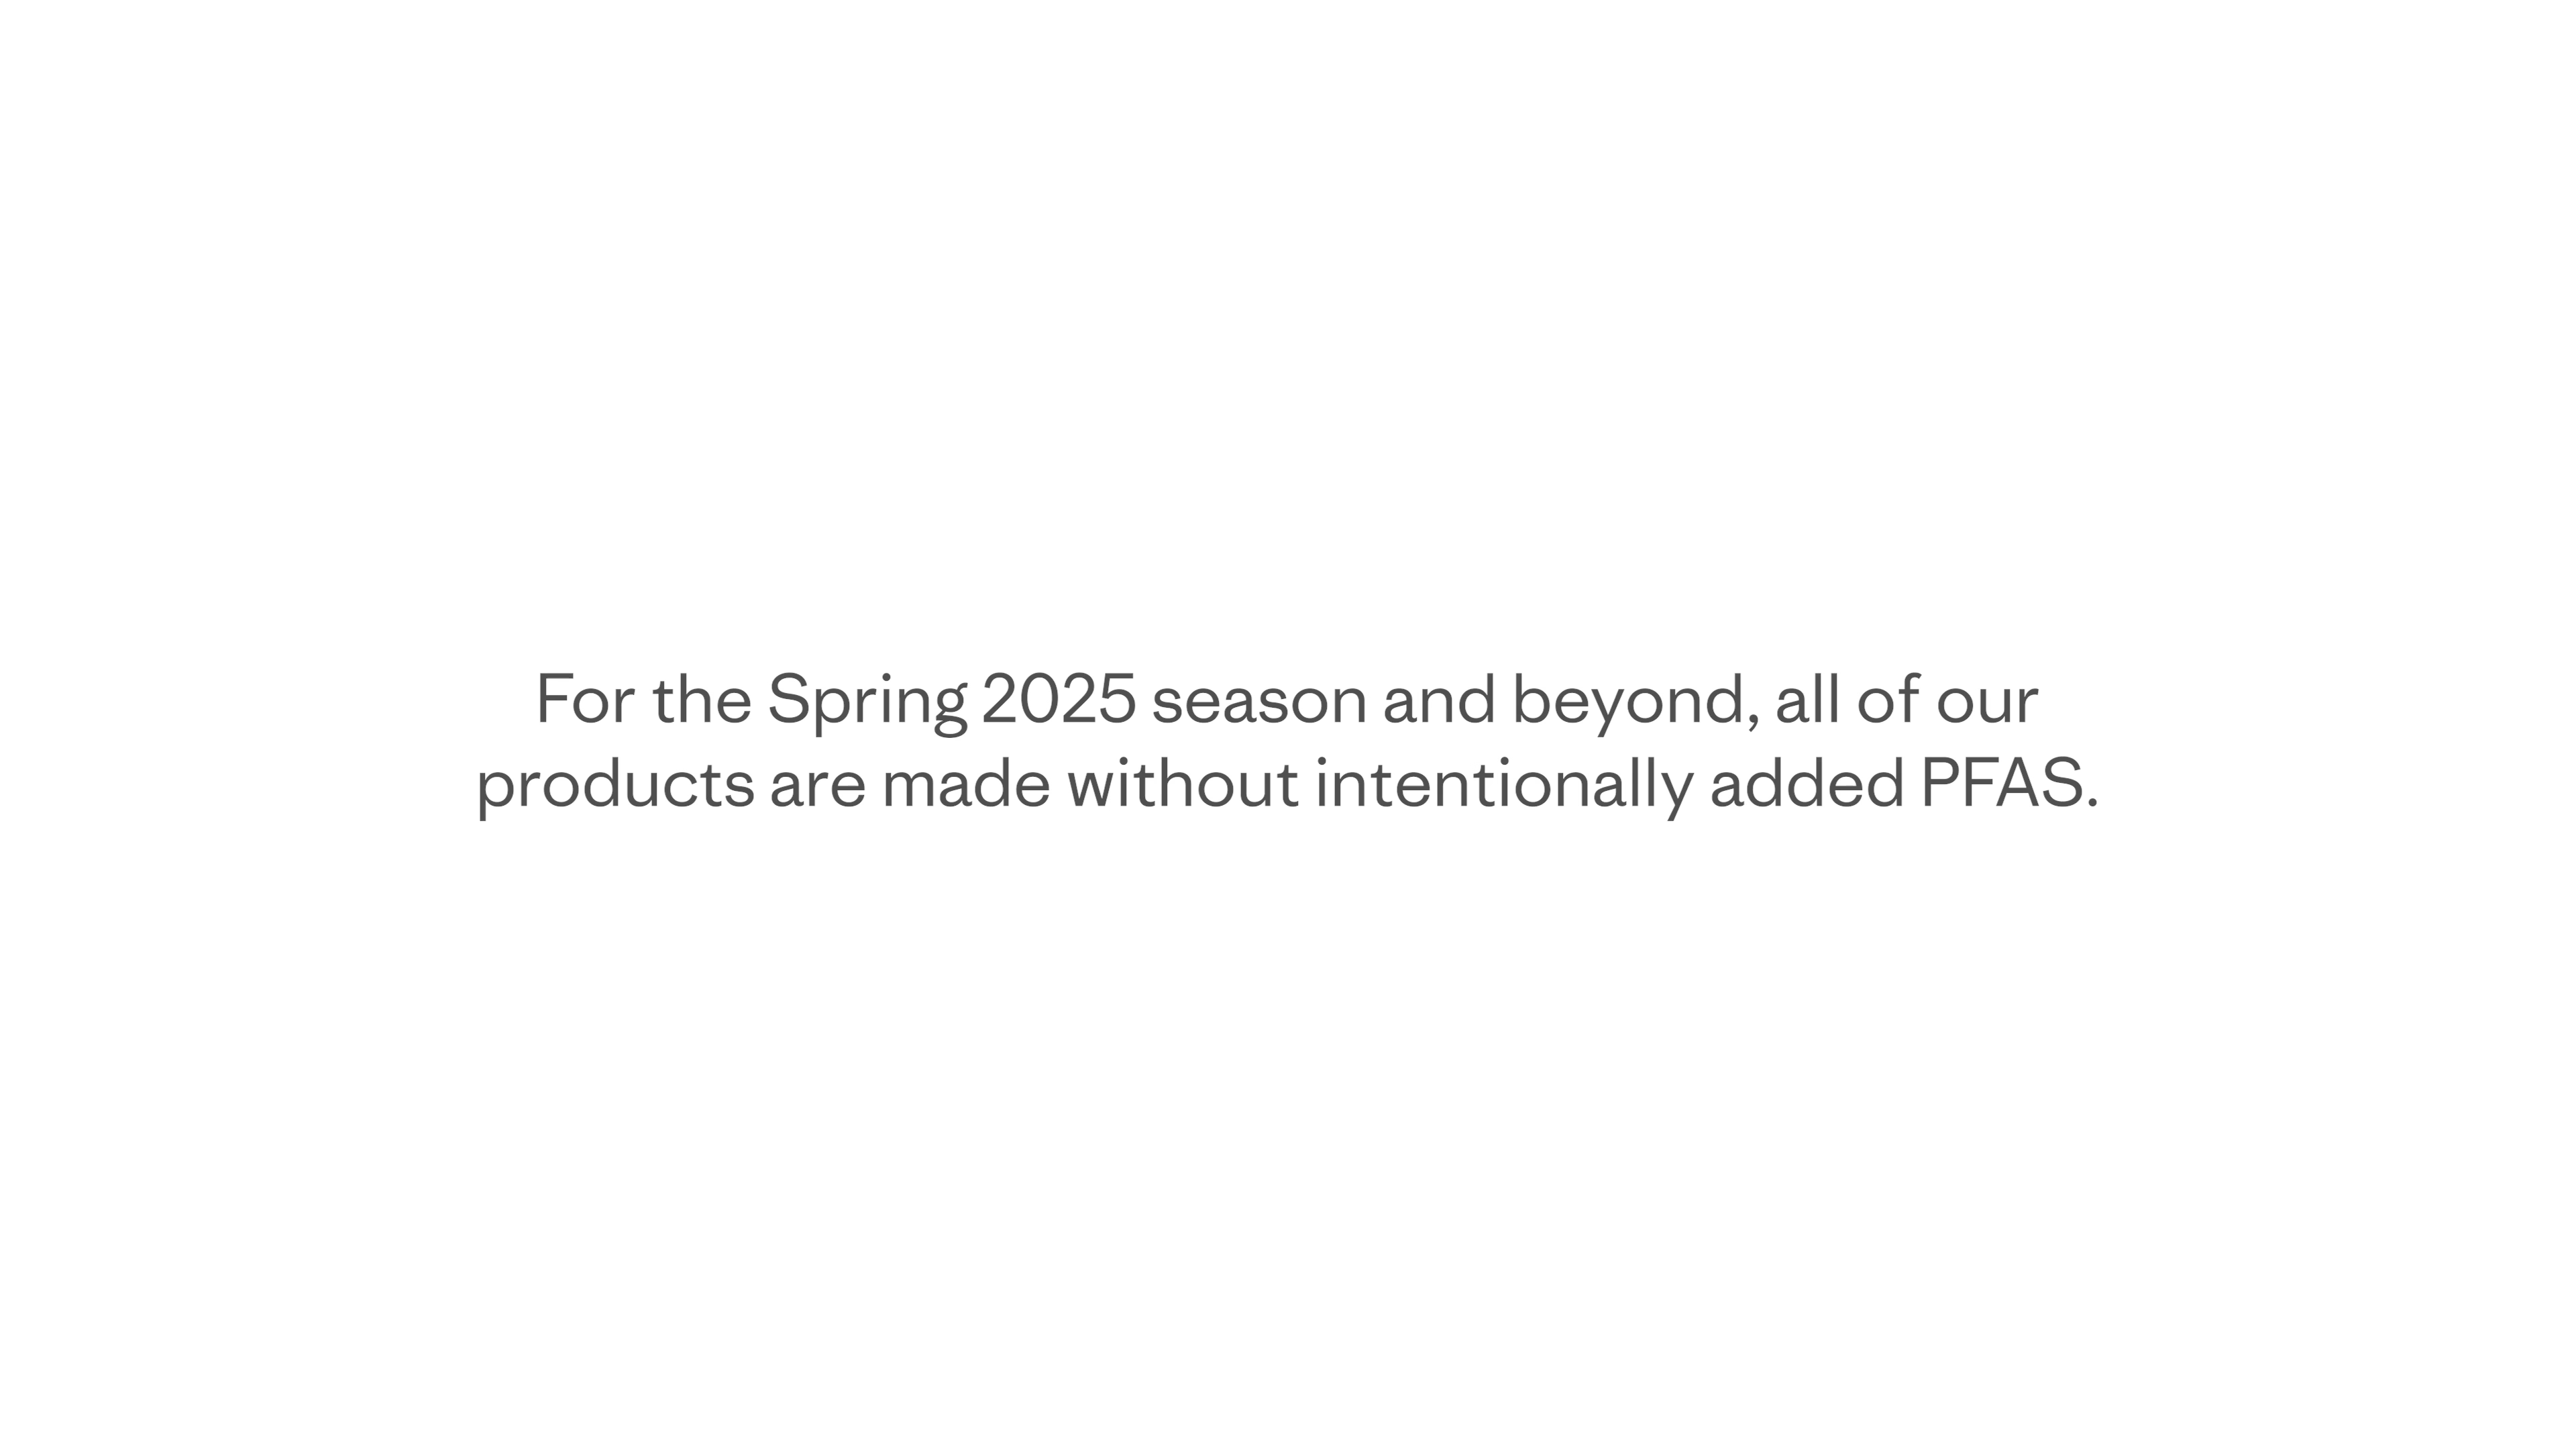 For the Spring 2025 season and beyond, all of our
products are made without intentionally added PFAS.